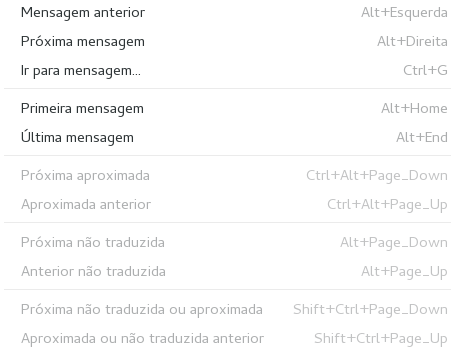 Mensagem anterior Alt+Esquerda
Próxima mensagem Alt+Direita
Ir para mensagem... Ctrl+G
Primeira mensagem Alt+Home
Última mensagem Alt+End
Próxima aproximada Ctrl+Alt+Page_Down
Aproximada anterior Ctrl+Alt+Page_Up
Próxima não traduzida Alt+Page_Down
Anterior não traduzida Alt+Page_Up
Próxima não traduzida ou aproximada Shift+Ctrl+Page_Down
Aproximada ou não traduzida anterior Shift+Ctrl+Page_Up